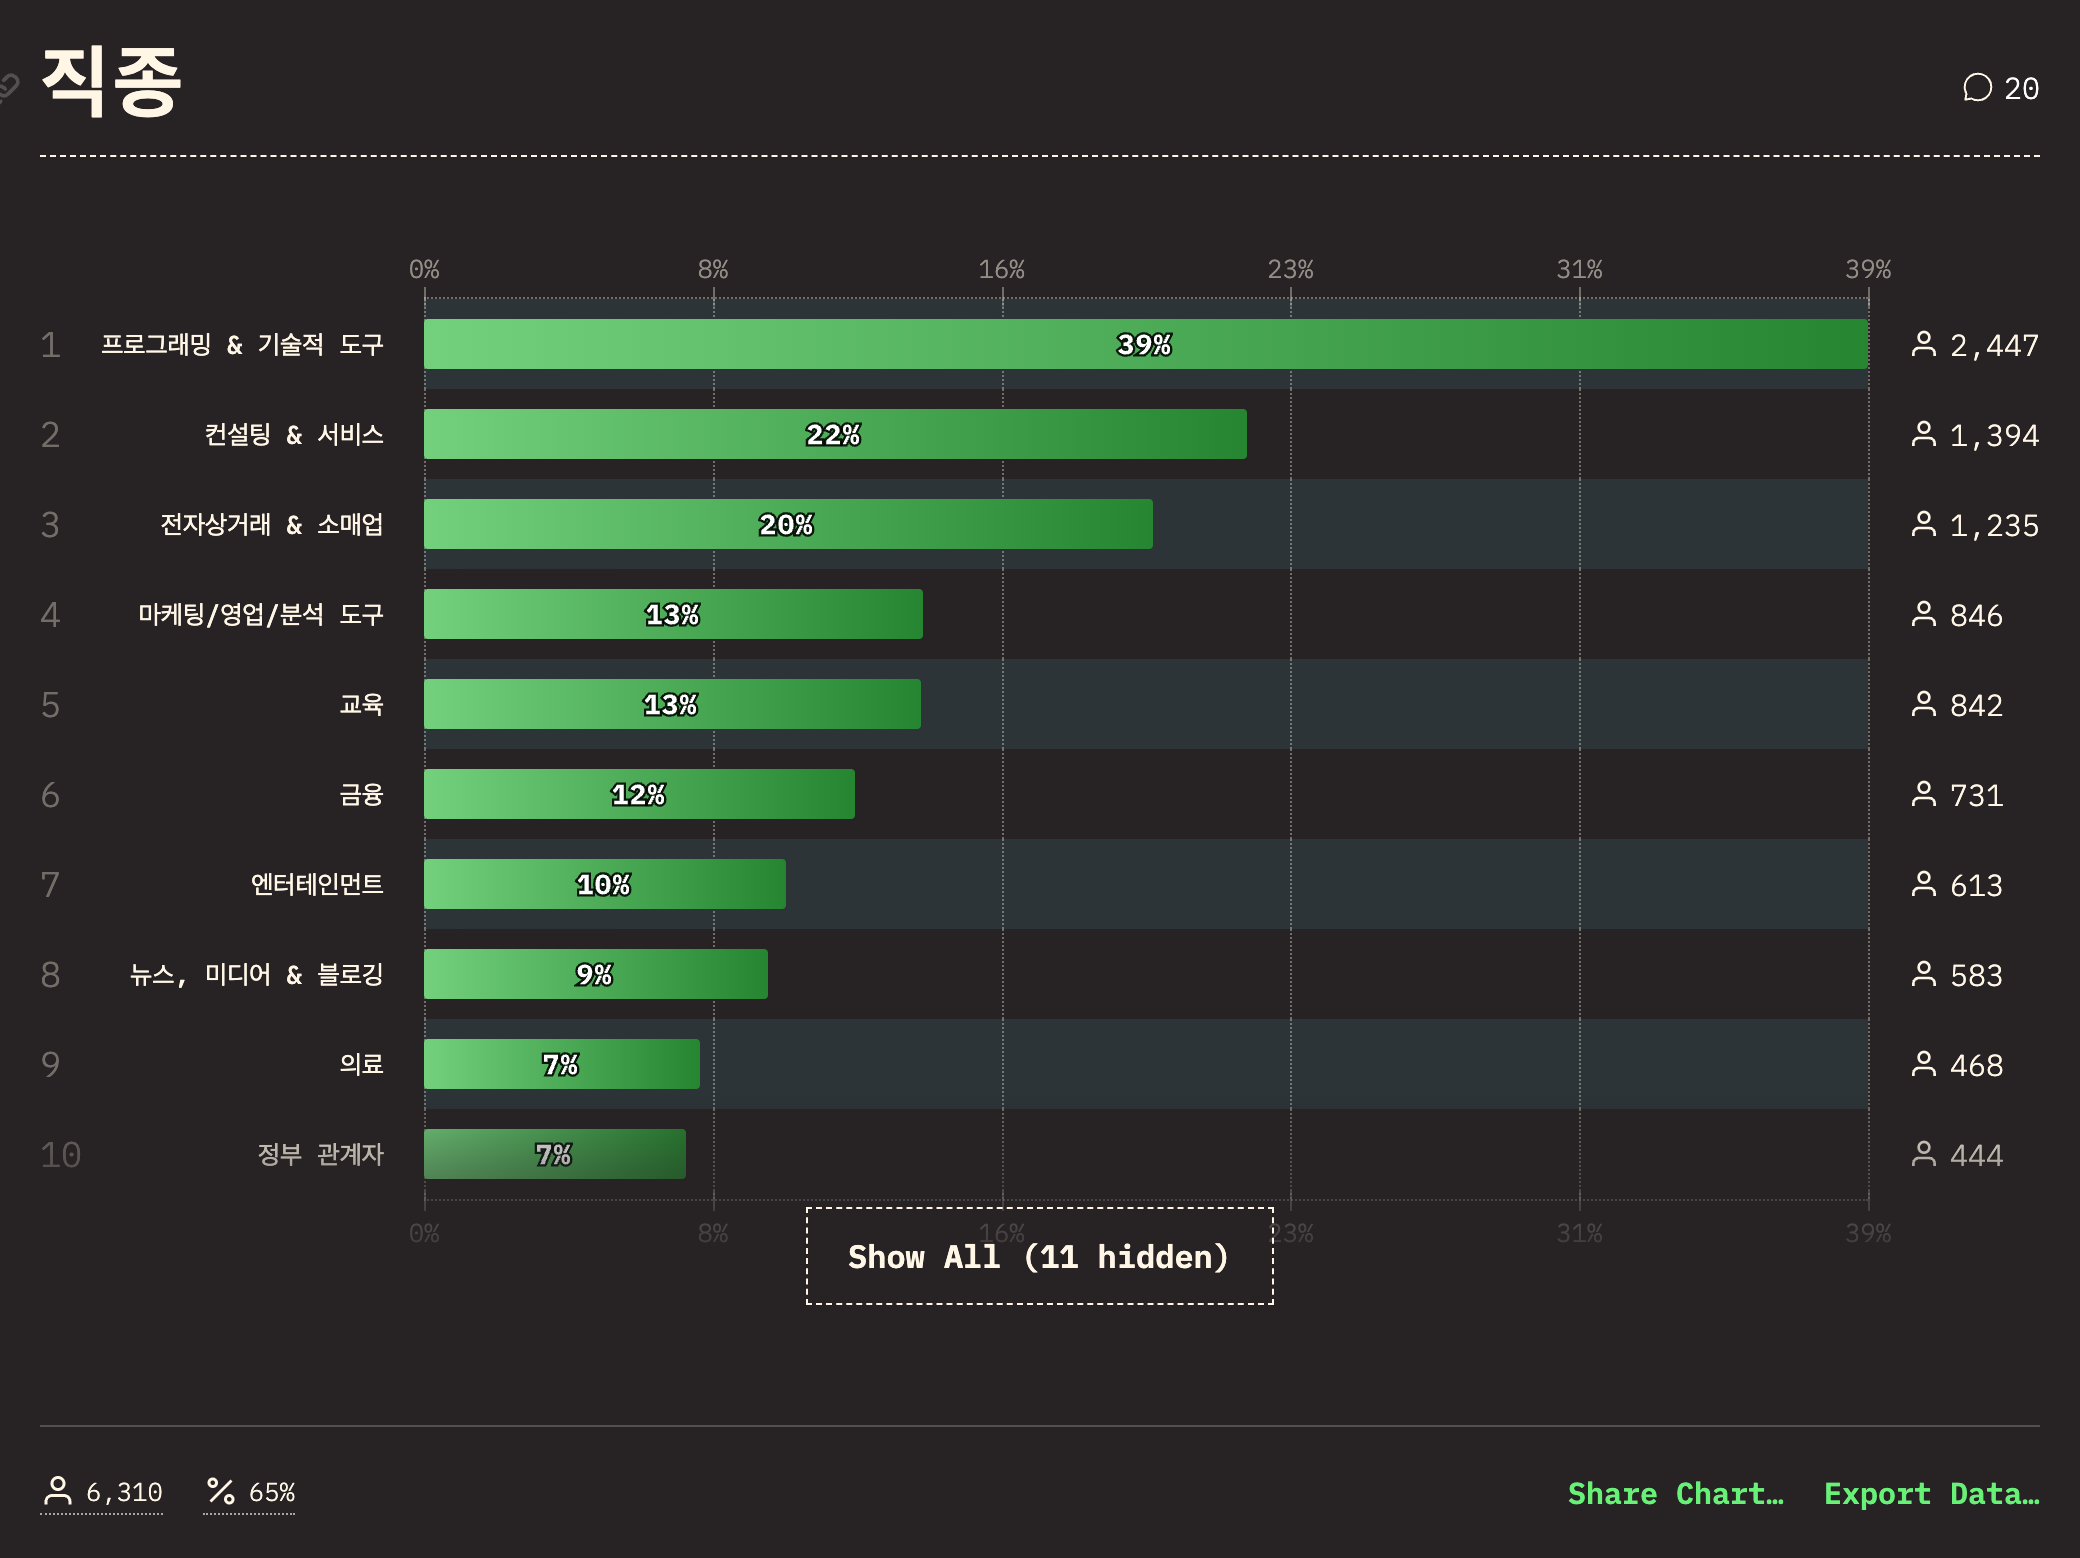 직종
20
0% 8% 16% 23% 31% 39%
1 프로그래밍 & 기술적 도구 39% 2,447
2 컨설팅 & 서비스 22% 1,394
3 전자상거래 & 소매업 20% 1,235
4 마케팅/영업/분석 도구 13% 846
5 교육 13% 842
6 금융 12% 731
7 엔터테인먼트 10% 613
8 뉴스, 미디어 & 블로깅 9% 583
9 의료 7% 468
10 정부 관계자 7% 444
0% 8% 16% 23% 31% 39%
Show All (11 hidden)
6,310 % 65%
Share Chart… Export Data…